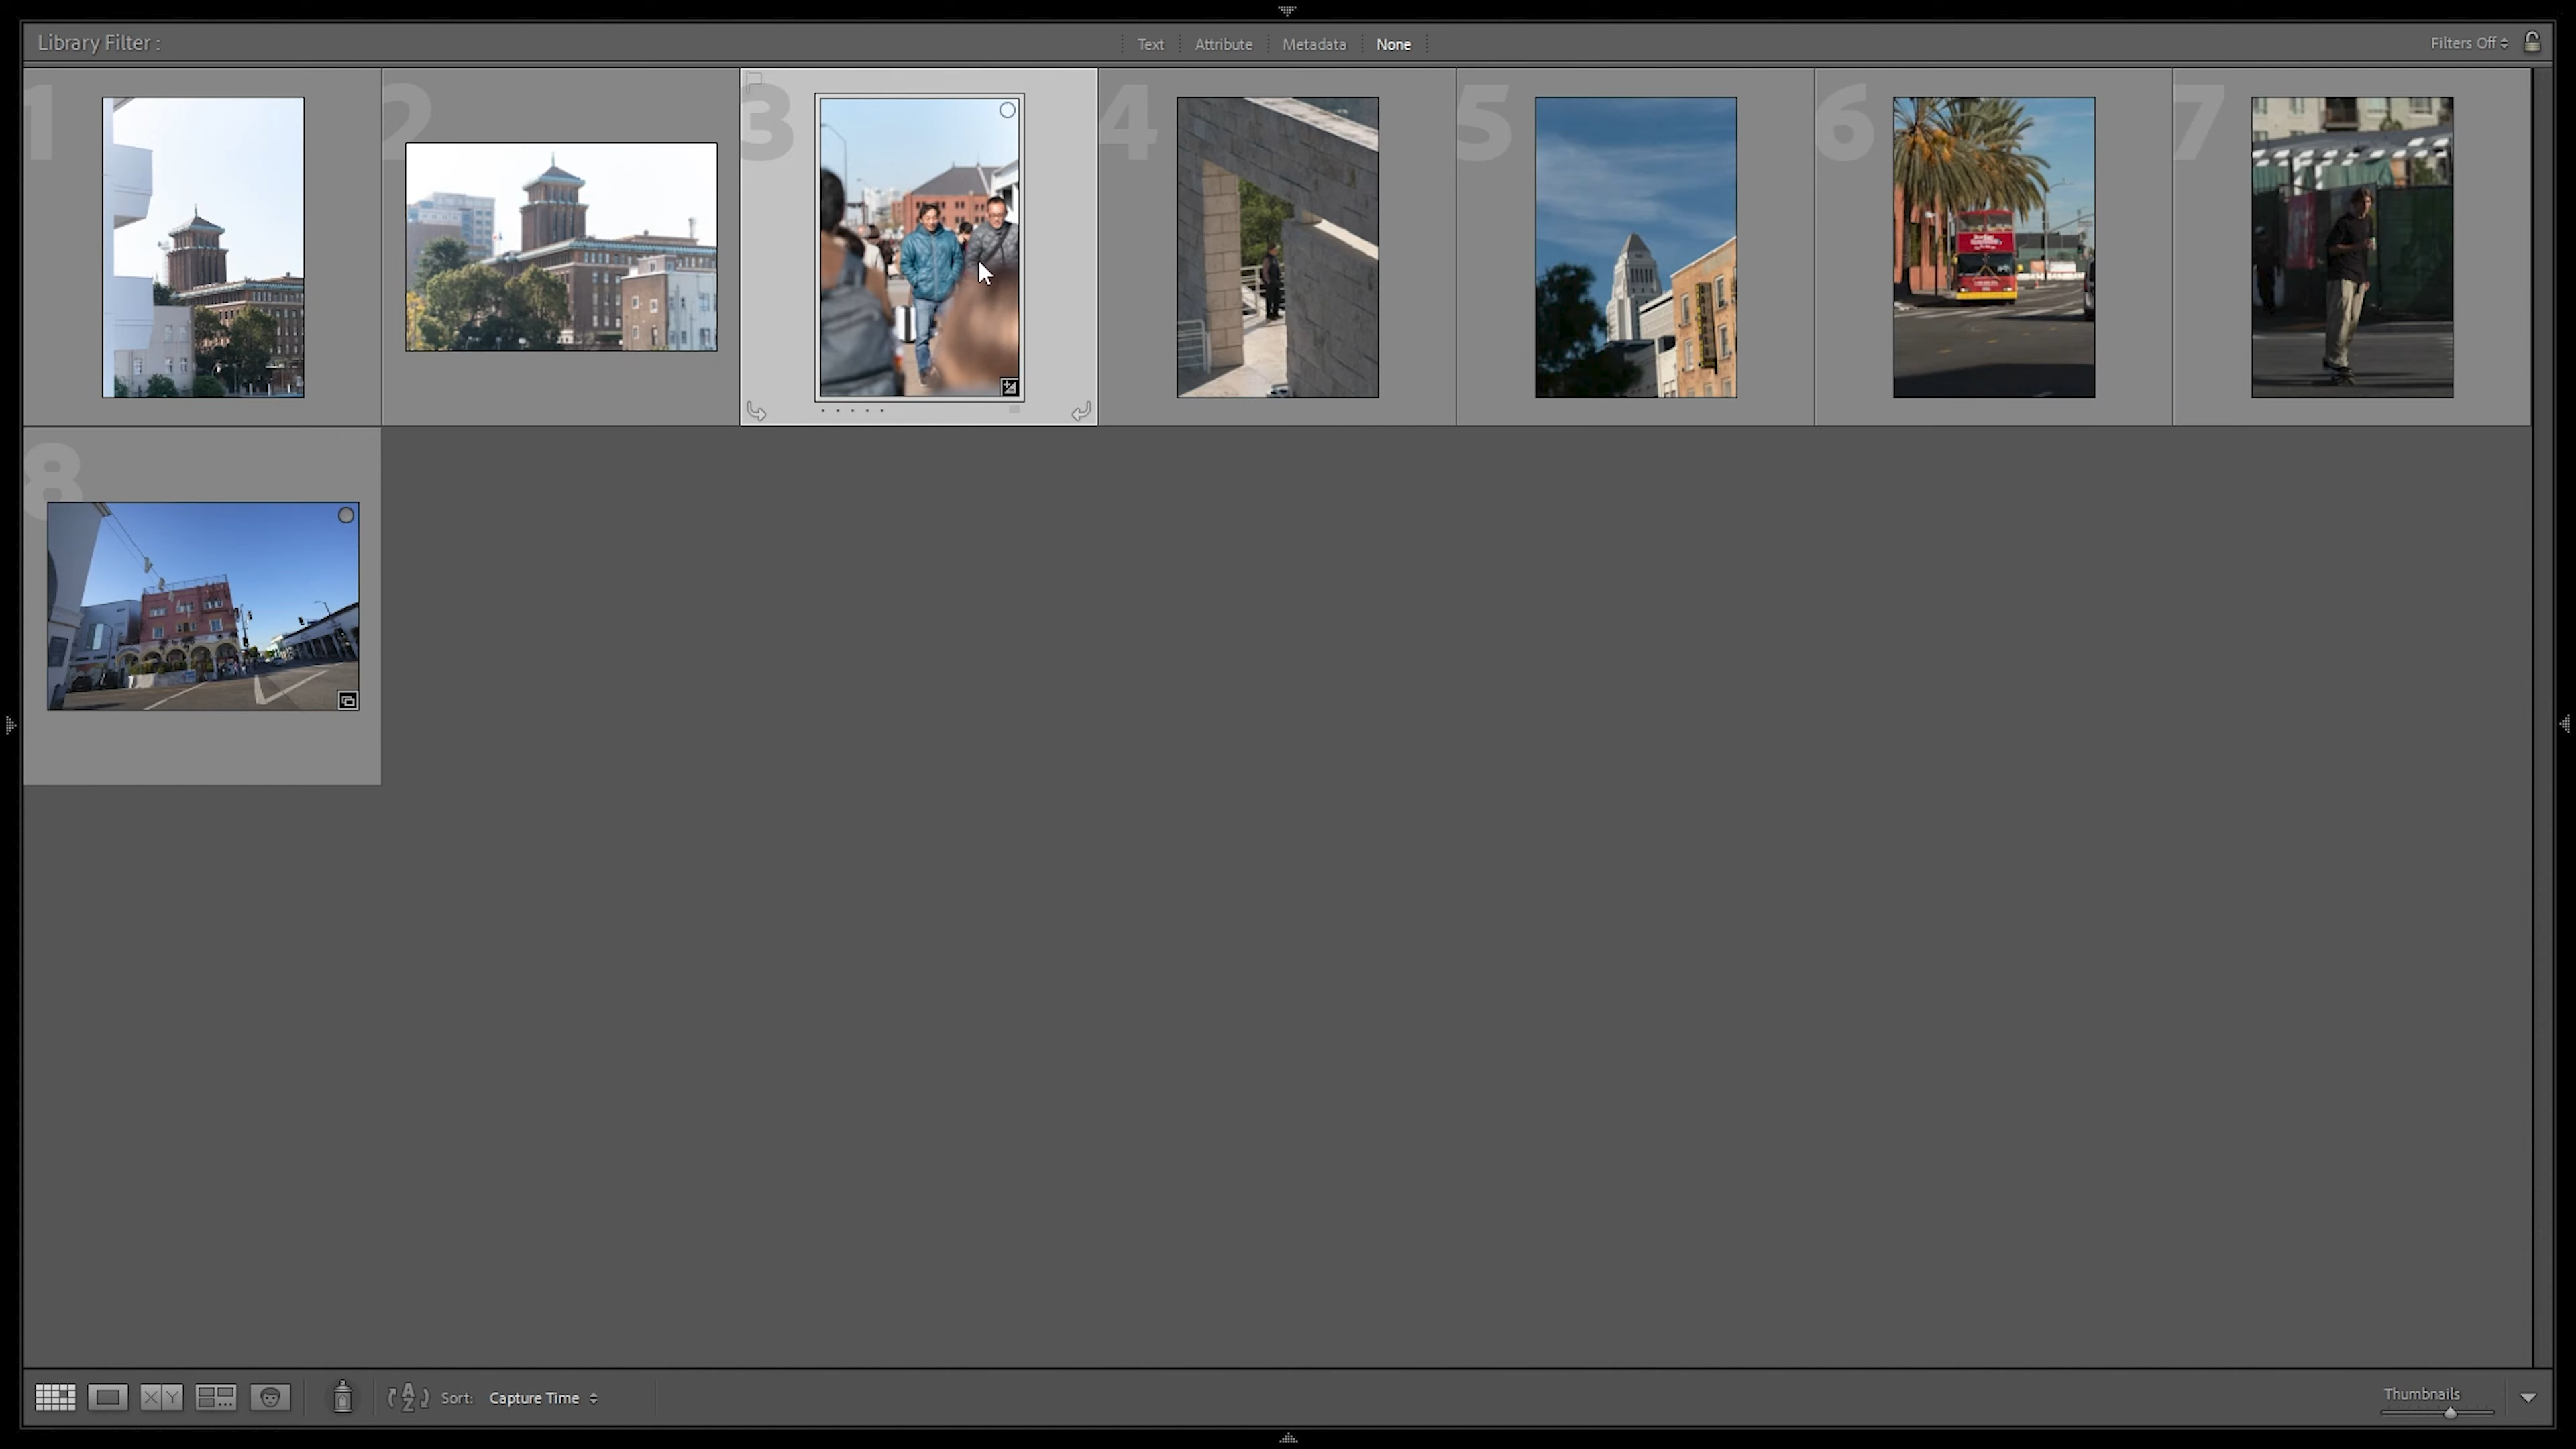 Library Filter :
Text
Attribute
Metadata
None
Filters Off
1
2
3
4
5
6
7
8
X Y
A
Z
Sort:
Capture Time
Thumbnails